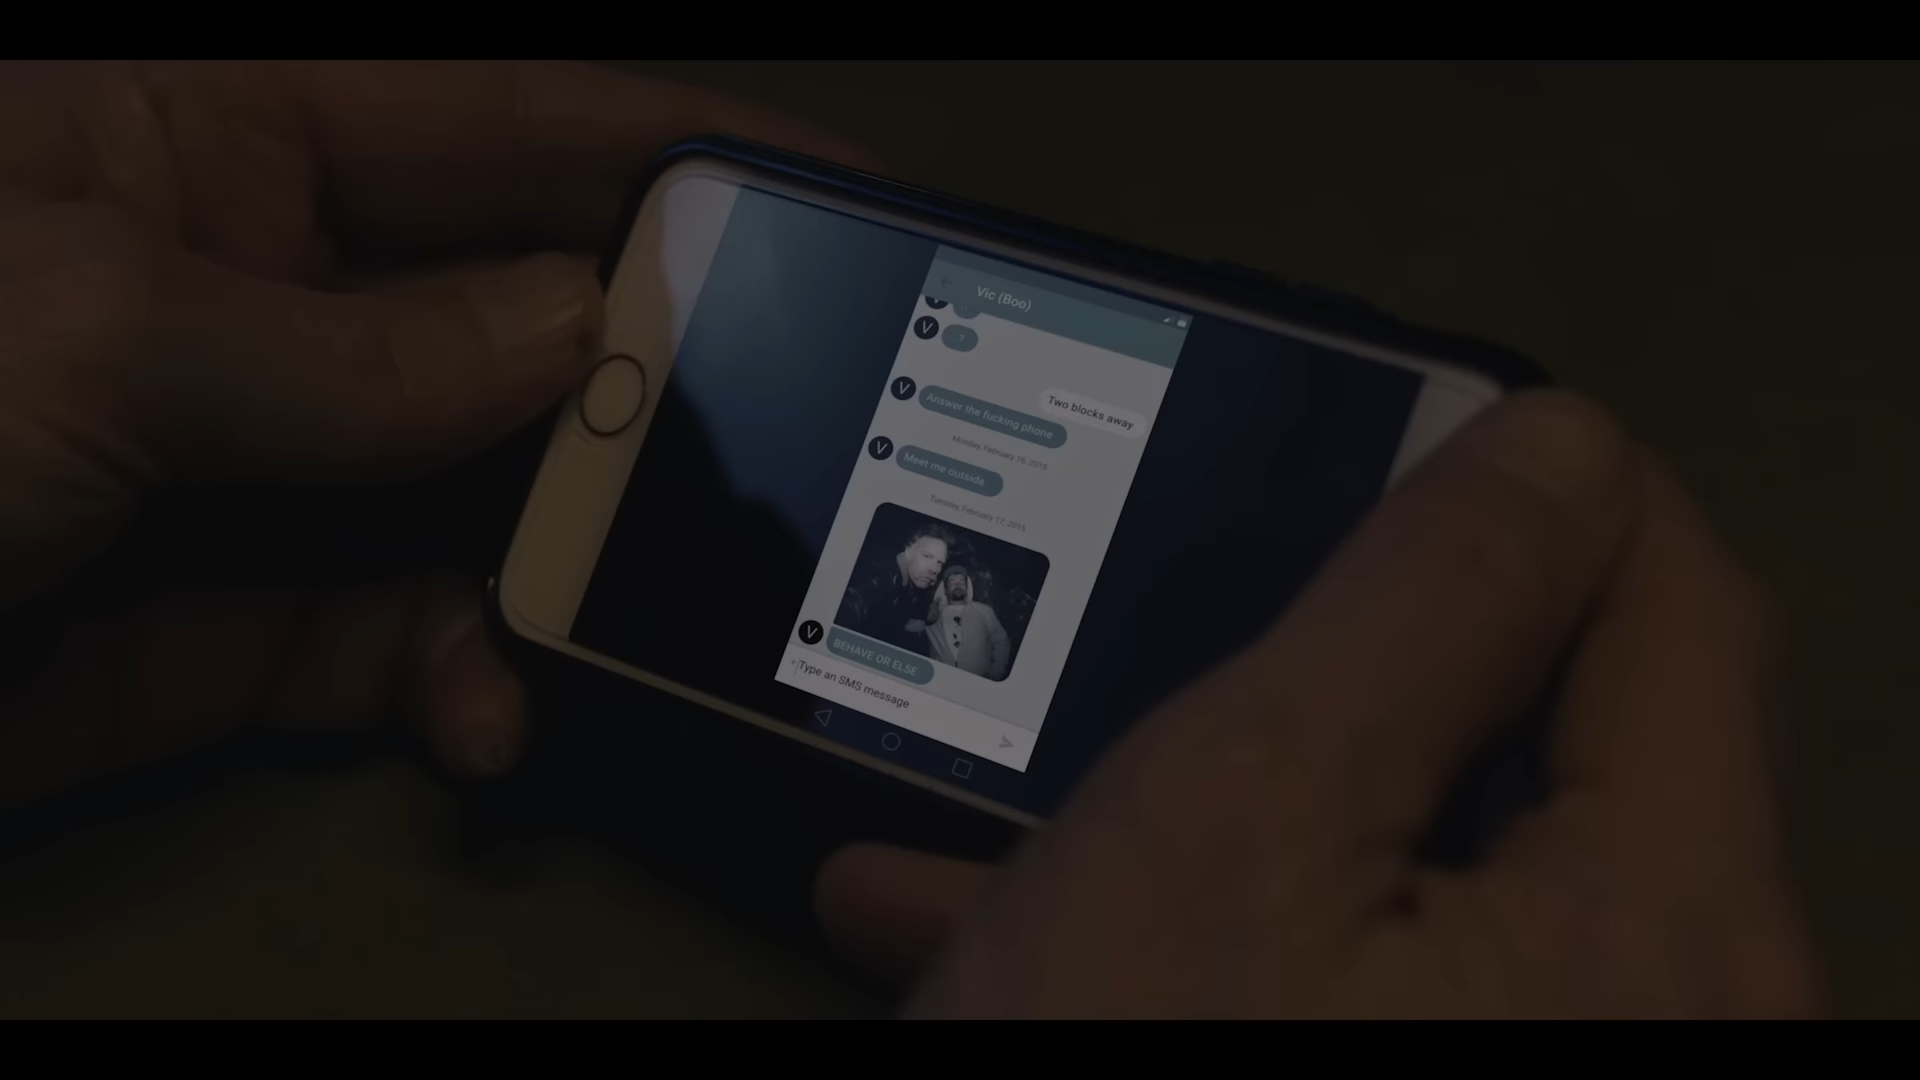 Vic (Boo)
V
...?
Two blocks away
V
Answer the fucking phone
Monday, February 16, 2015
V
Meet me outside
Tuesday, February 17, 2015
V
BEHAVE OR ELSE
Type an SMS message